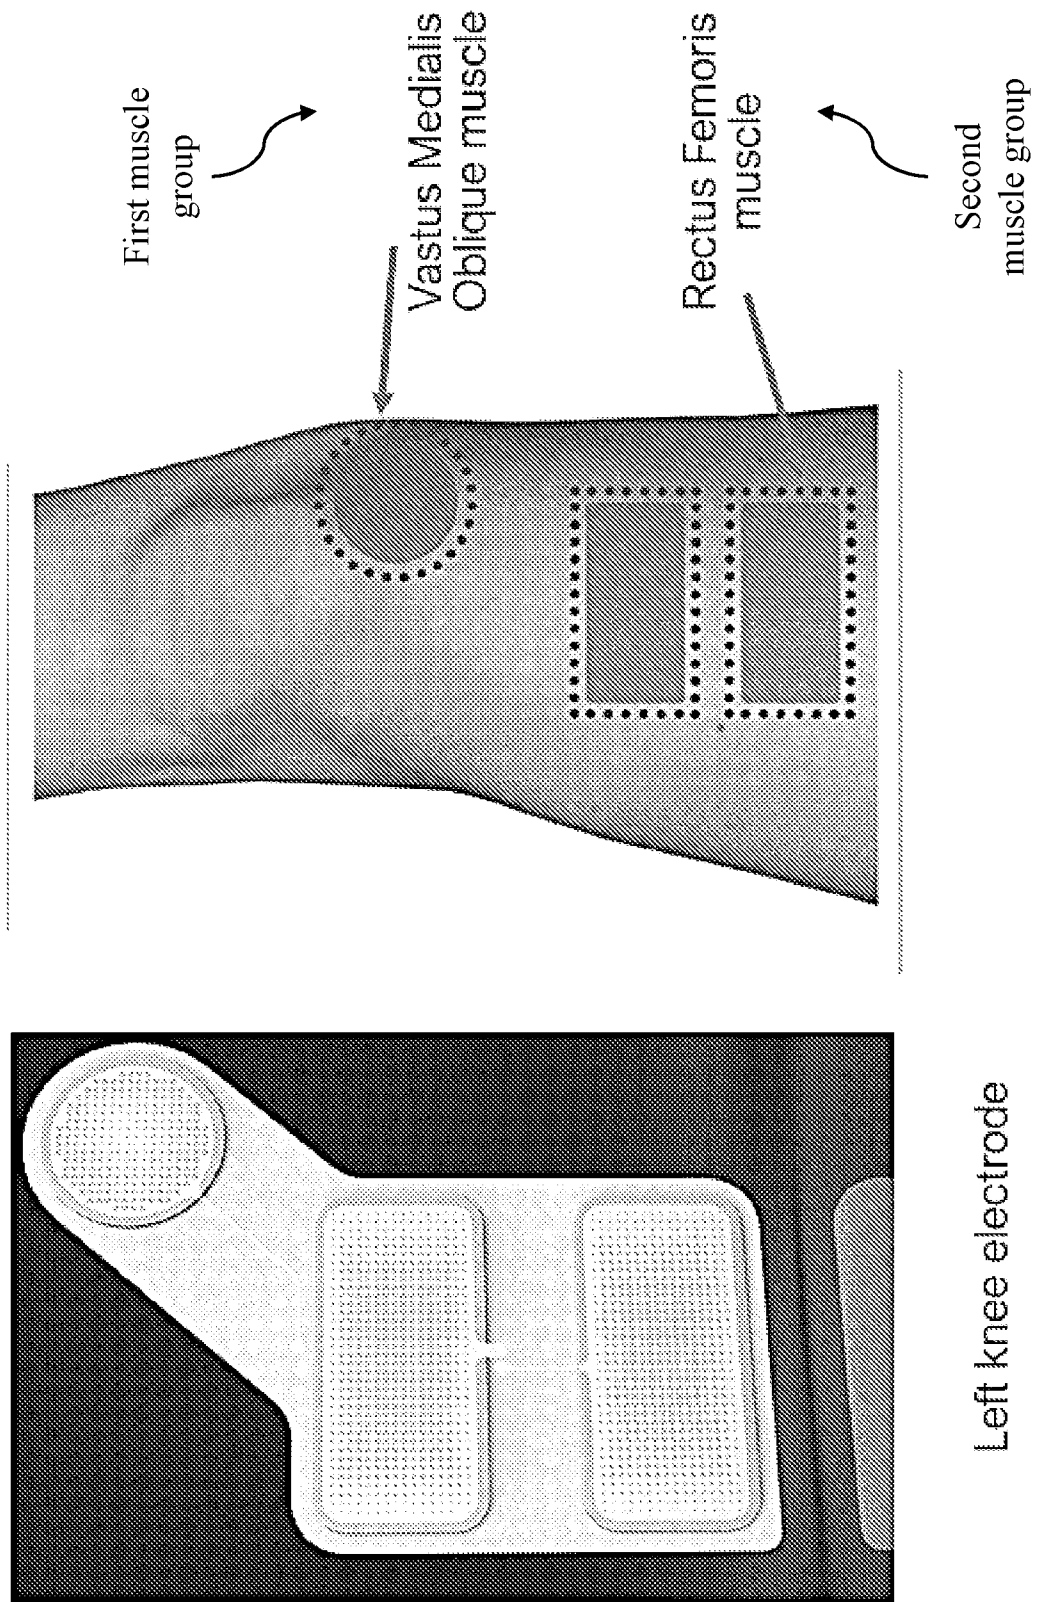 First muscle
group
Vastus Medialis
Oblique muscle
Rectus Femoris
muscle
Second
muscle group
Left knee electrode